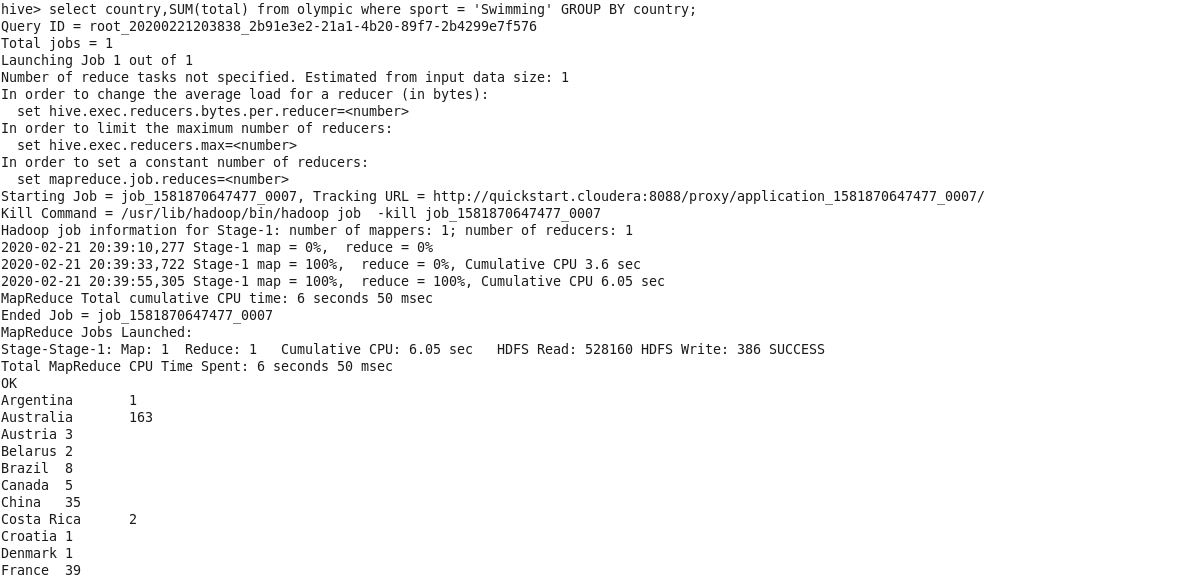 hive> select country,SUM(total) from olympic where sport = 'Swimming' GROUP BY country;
Query ID = root_20200221203838_2b91e3e2-21a1-4b20-89f7-2b4299e7f576
Total jobs = 1
Launching Job 1 out of 1
Number of reduce tasks not specified. Estimated from input data size: 1
In order to change the average load for a reducer (in bytes):
  set hive.exec.reducers.bytes.per.reducer=<number>
In order to limit the maximum number of reducers:
  set hive.exec.reducers.max=<number>
In order to set a constant number of reducers:
  set mapreduce.job.reduces=<number>
Starting Job = job_1581870647477_0007, Tracking URL = http://quickstart.cloudera:8088/proxy/application_1581870647477_0007/
Kill Command = /usr/lib/hadoop/bin/hadoop job  -kill job_1581870647477_0007
Hadoop job information for Stage-1: number of mappers: 1; number of reducers: 1
2020-02-21 20:39:10,277 Stage-1 map = 0%,  reduce = 0%
2020-02-21 20:39:33,722 Stage-1 map = 100%,  reduce = 0%, Cumulative CPU 3.6 sec
2020-02-21 20:39:55,305 Stage-1 map = 100%,  reduce = 100%, Cumulative CPU 6.05 sec
MapReduce Total cumulative CPU time: 6 seconds 50 msec
Ended Job = job_1581870647477_0007
MapReduce Jobs Launched:
Stage-Stage-1: Map: 1  Reduce: 1   Cumulative CPU: 6.05 sec   HDFS Read: 528160 HDFS Write: 386 SUCCESS
Total MapReduce CPU Time Spent: 6 seconds 50 msec
OK
Argentina       1
Australia       163
Austria 3
Belarus 2
Brazil  8
Canada  5
China   35
Costa Rica      2
Croatia 1
Denmark 1
France  39